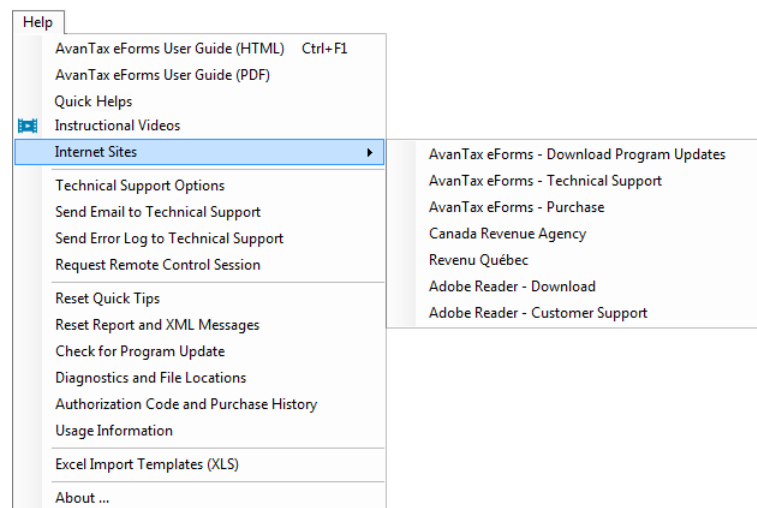 Help
AvanTax eForms User Guide (HTML) Ctrl+F1
AvanTax eForms User Guide (PDF)
Quick Helps
Instructional Videos
Internet Sites
Technical Support Options
Send Email to Technical Support
Send Error Log to Technical Support
Request Remote Control Session
Reset Quick Tips
Reset Report and XML Messages
Check for Program Update
Diagnostics and File Locations
Authorization Code and Purchase History
Usage Information
Excel Import Templates (XLS)
About ...
AvanTax eForms - Download Program Updates
AvanTax eForms - Technical Support
AvanTax eForms - Purchase
Canada Revenue Agency
Revenu Québec
Adobe Reader - Download
Adobe Reader - Customer Support